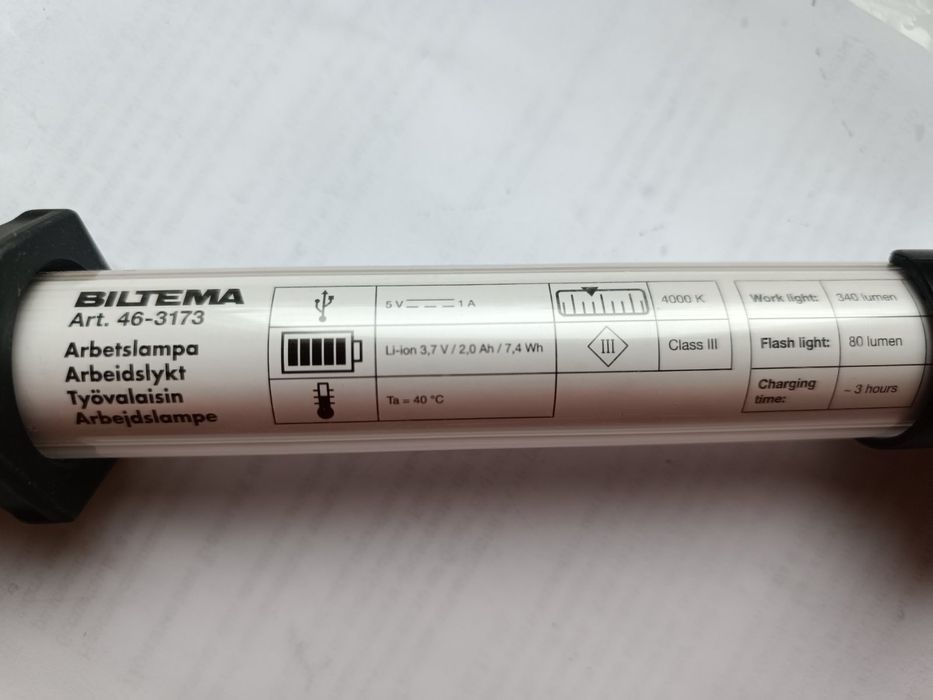 BILTEMA
Art. 46-3173
Arbetslampa
Arbeidslykt
Työvalaisin
Arbejdslampe
5 V 1 A
Li-ion 3,7 V / 2,0 Ah / 7,4 Wh
Ta = 40 °C
4000 K
III Class III
Work light: 340 lumen
Flash light: 80 lumen
Charging
time: ~ 3 hours